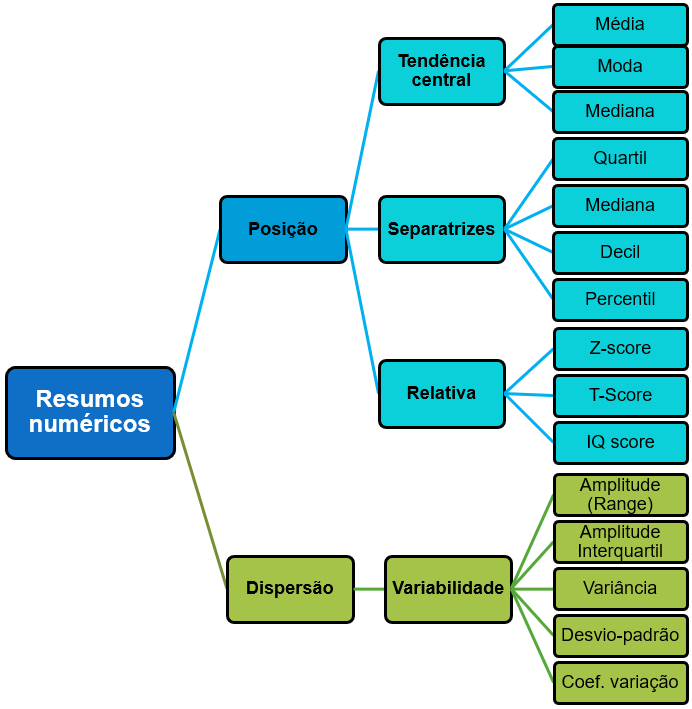 Resumos
numéricos
Posição
Tendência
central
Média
Moda
Mediana
Separatrizes
Quartil
Mediana
Decil
Percentil
Relativa
Z-score
T-Score
IQ score
Dispersão
Variabilidade
Amplitude
(Range)
Amplitude
Interquartil
Variância
Desvio-padrão
Coef. variação